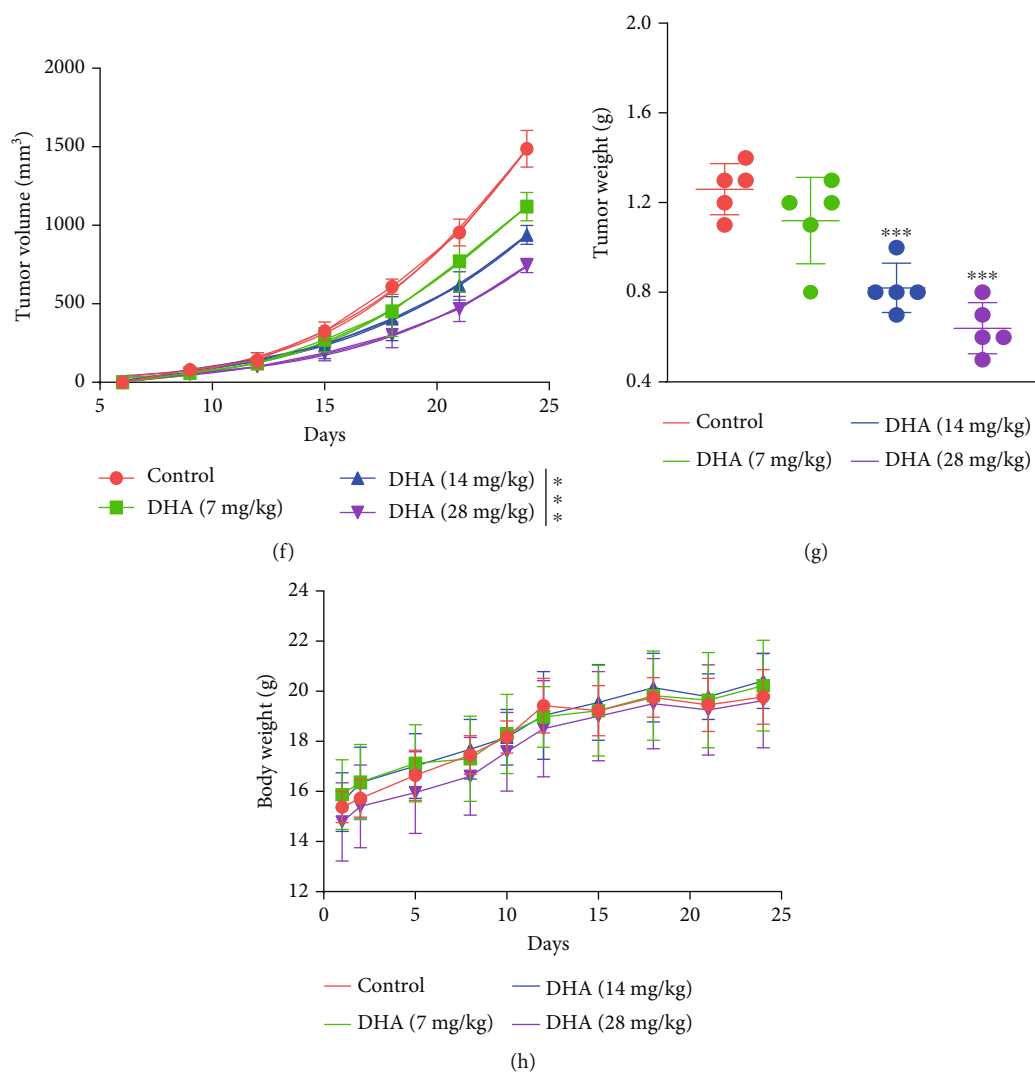 Tumor volume (mm³)
2000
1500
1000
500
0
5
10
15
20
25
Days
Control
DHA (7 mg/kg)
DHA (14 mg/kg)
DHA (28 mg/kg)
***
(f)
Tumor weight (g)
2.0
1.6
1.2
0.8
0.4
***
***
Control
DHA (7 mg/kg)
DHA (14 mg/kg)
DHA (28 mg/kg)
(g)
Body weight (g)
24
22
20
18
16
14
12
0
5
10
15
20
25
Days
Control
DHA (7 mg/kg)
DHA (14 mg/kg)
DHA (28 mg/kg)
(h)